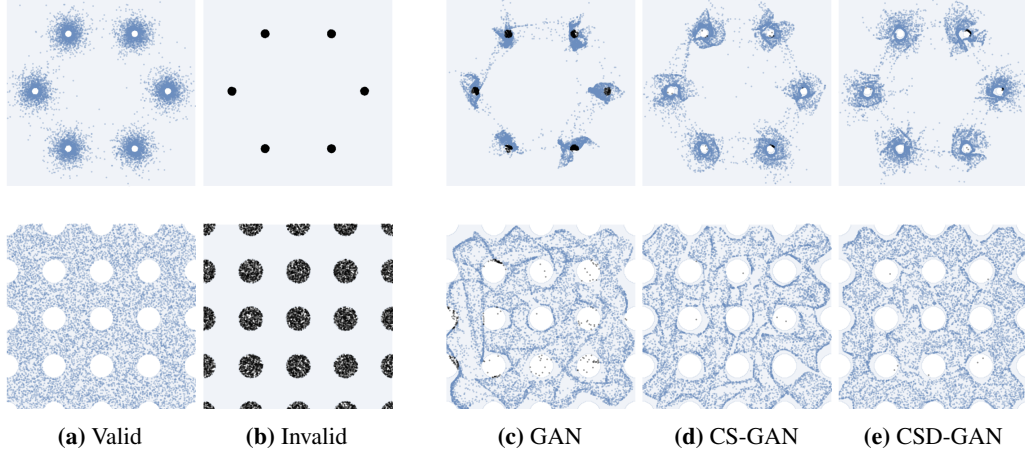 (a) Valid
(b) Invalid
(c) GAN
(d) CS-GAN
(e) CSD-GAN